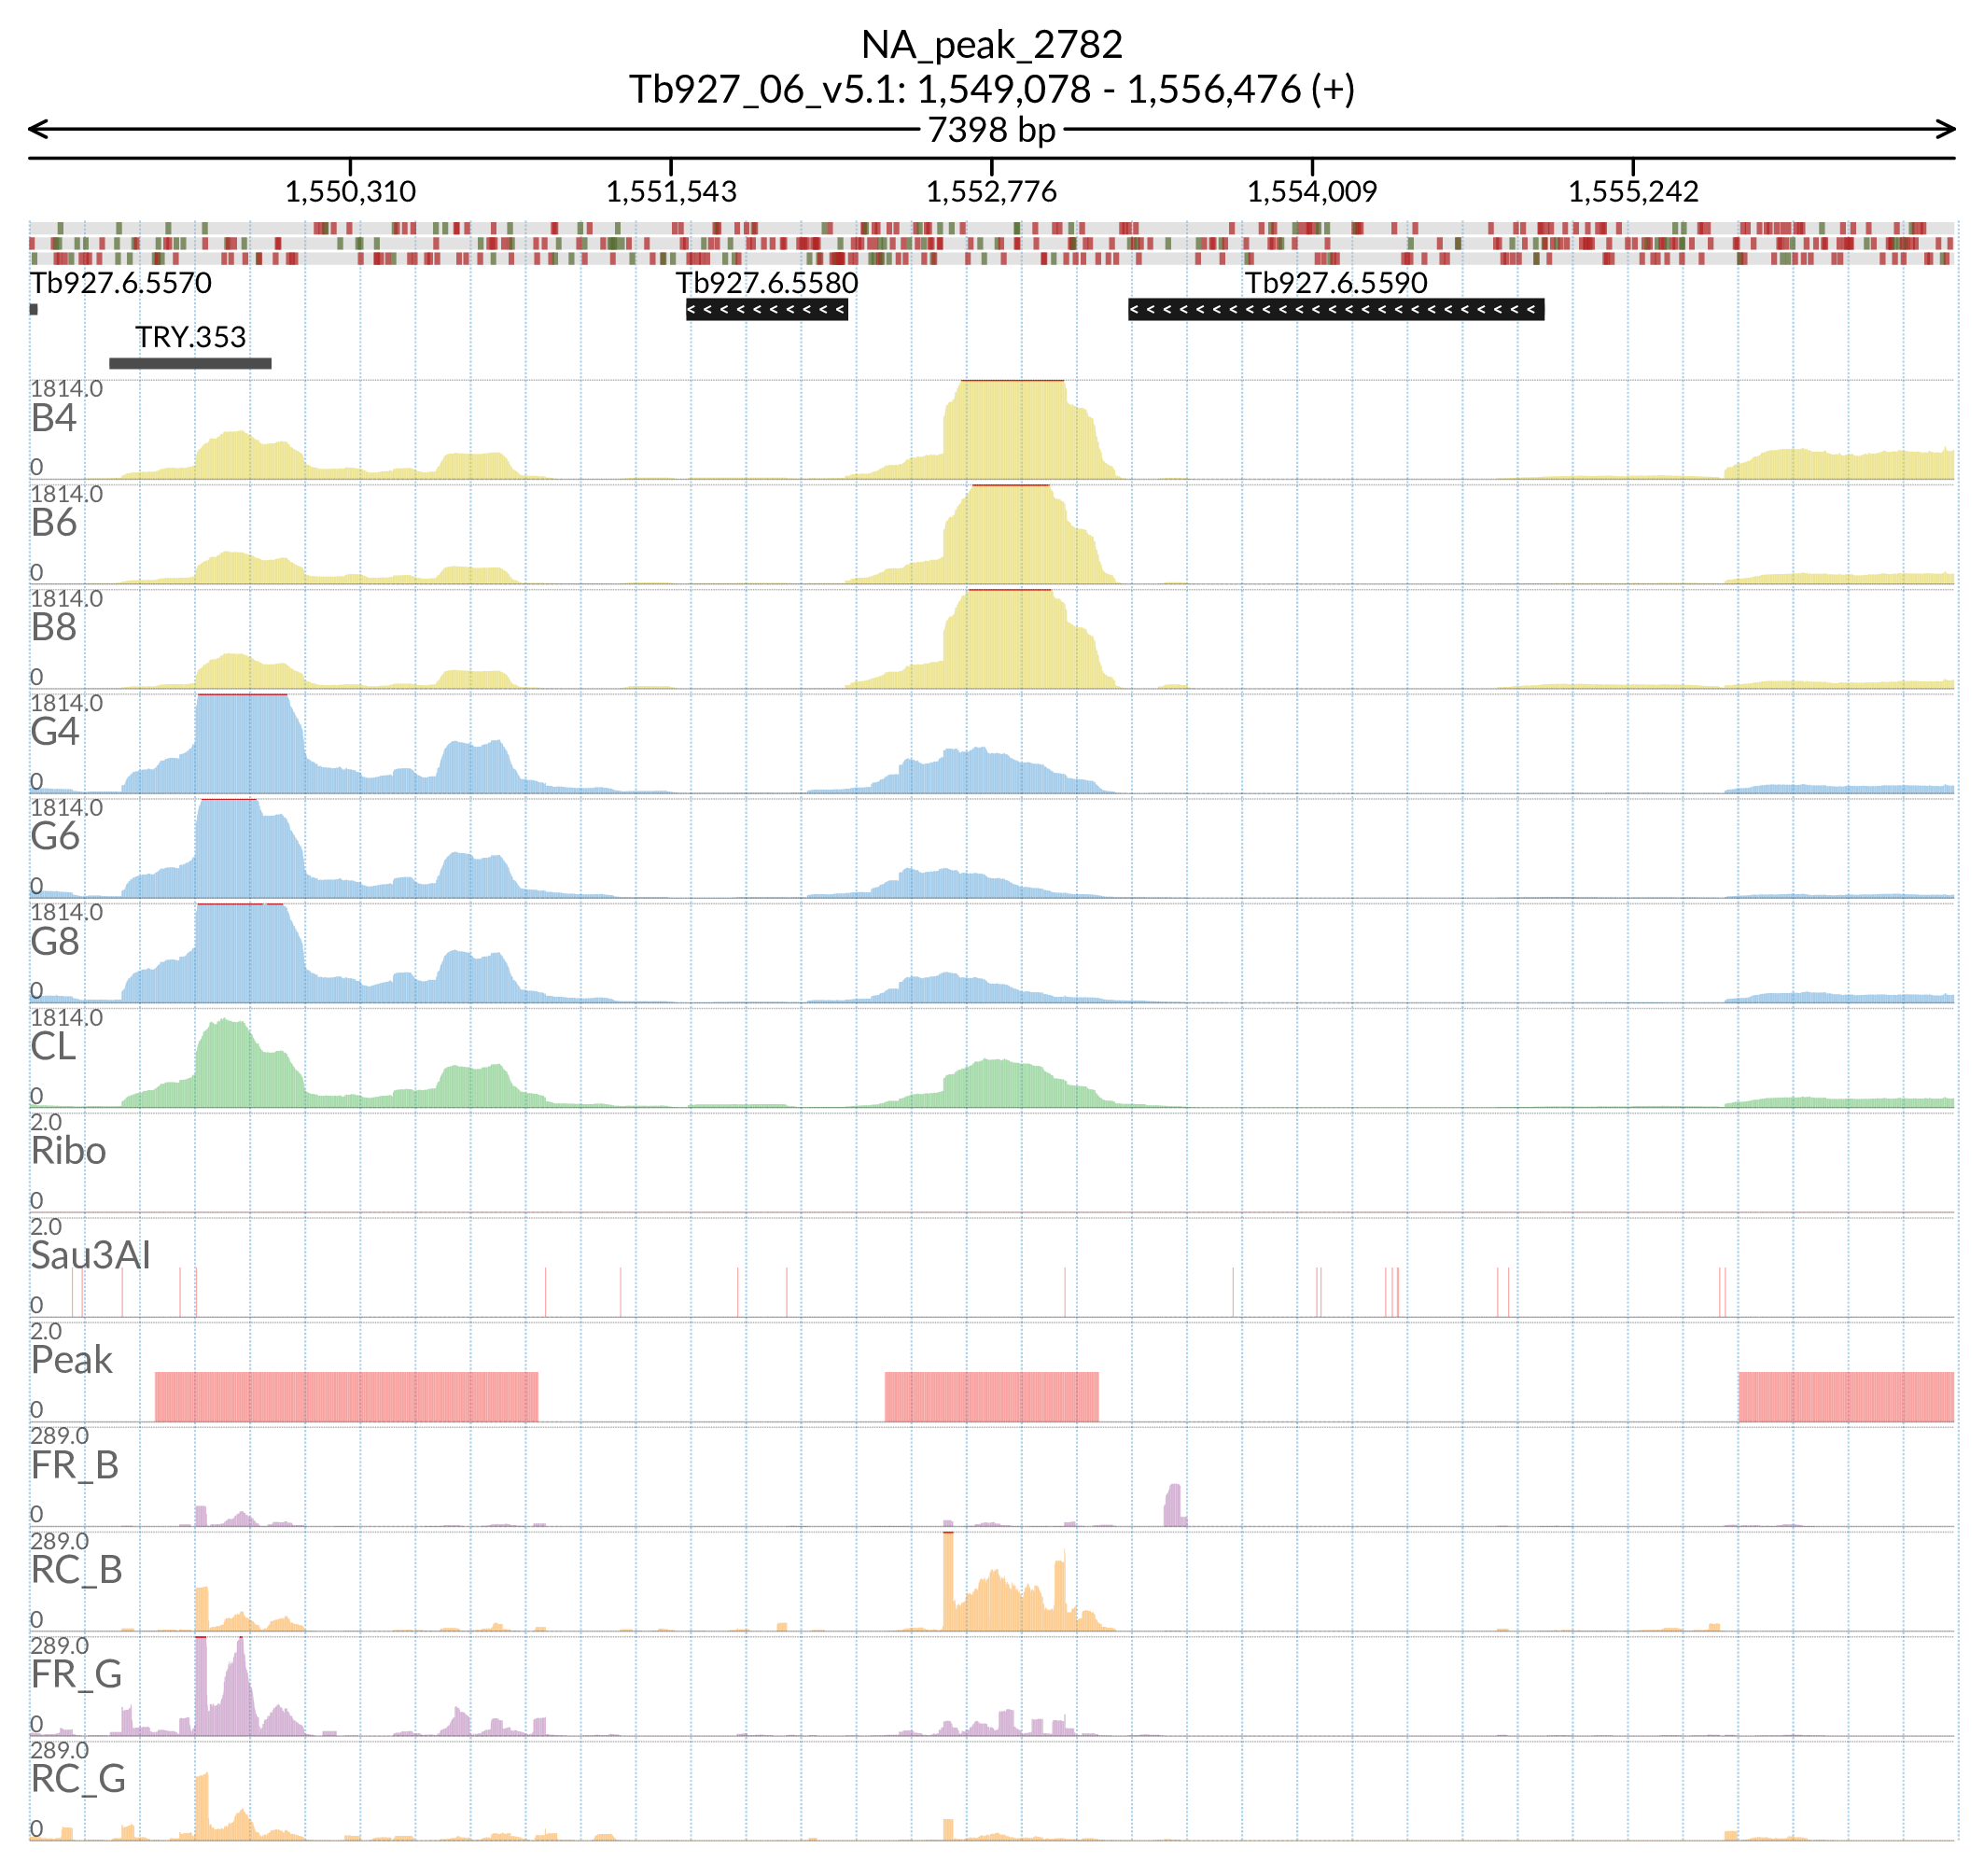 NA_peak_2782
Tb927_06_v5.1: 1,549,078 - 1,556,476 (+)
7398 bp
1,550,310 1,551,543 1,552,776 1,554,009 1,555,242
Tb927.6.5570 Tb927.6.5580 Tb927.6.5590
TRY.353
1814.0
B4
0
1814.0
B6
0
1814.0
B8
0
1814.0
G4
0
1814.0
G6
0
1814.0
G8
0
1814.0
CL
0
2.0
Ribo
0
2.0
Sau3AI
0
2.0
Peak
0
289.0
FR_B
0
289.0
RC_B
0
289.0
FR_G
0
289.0
RC_G
0